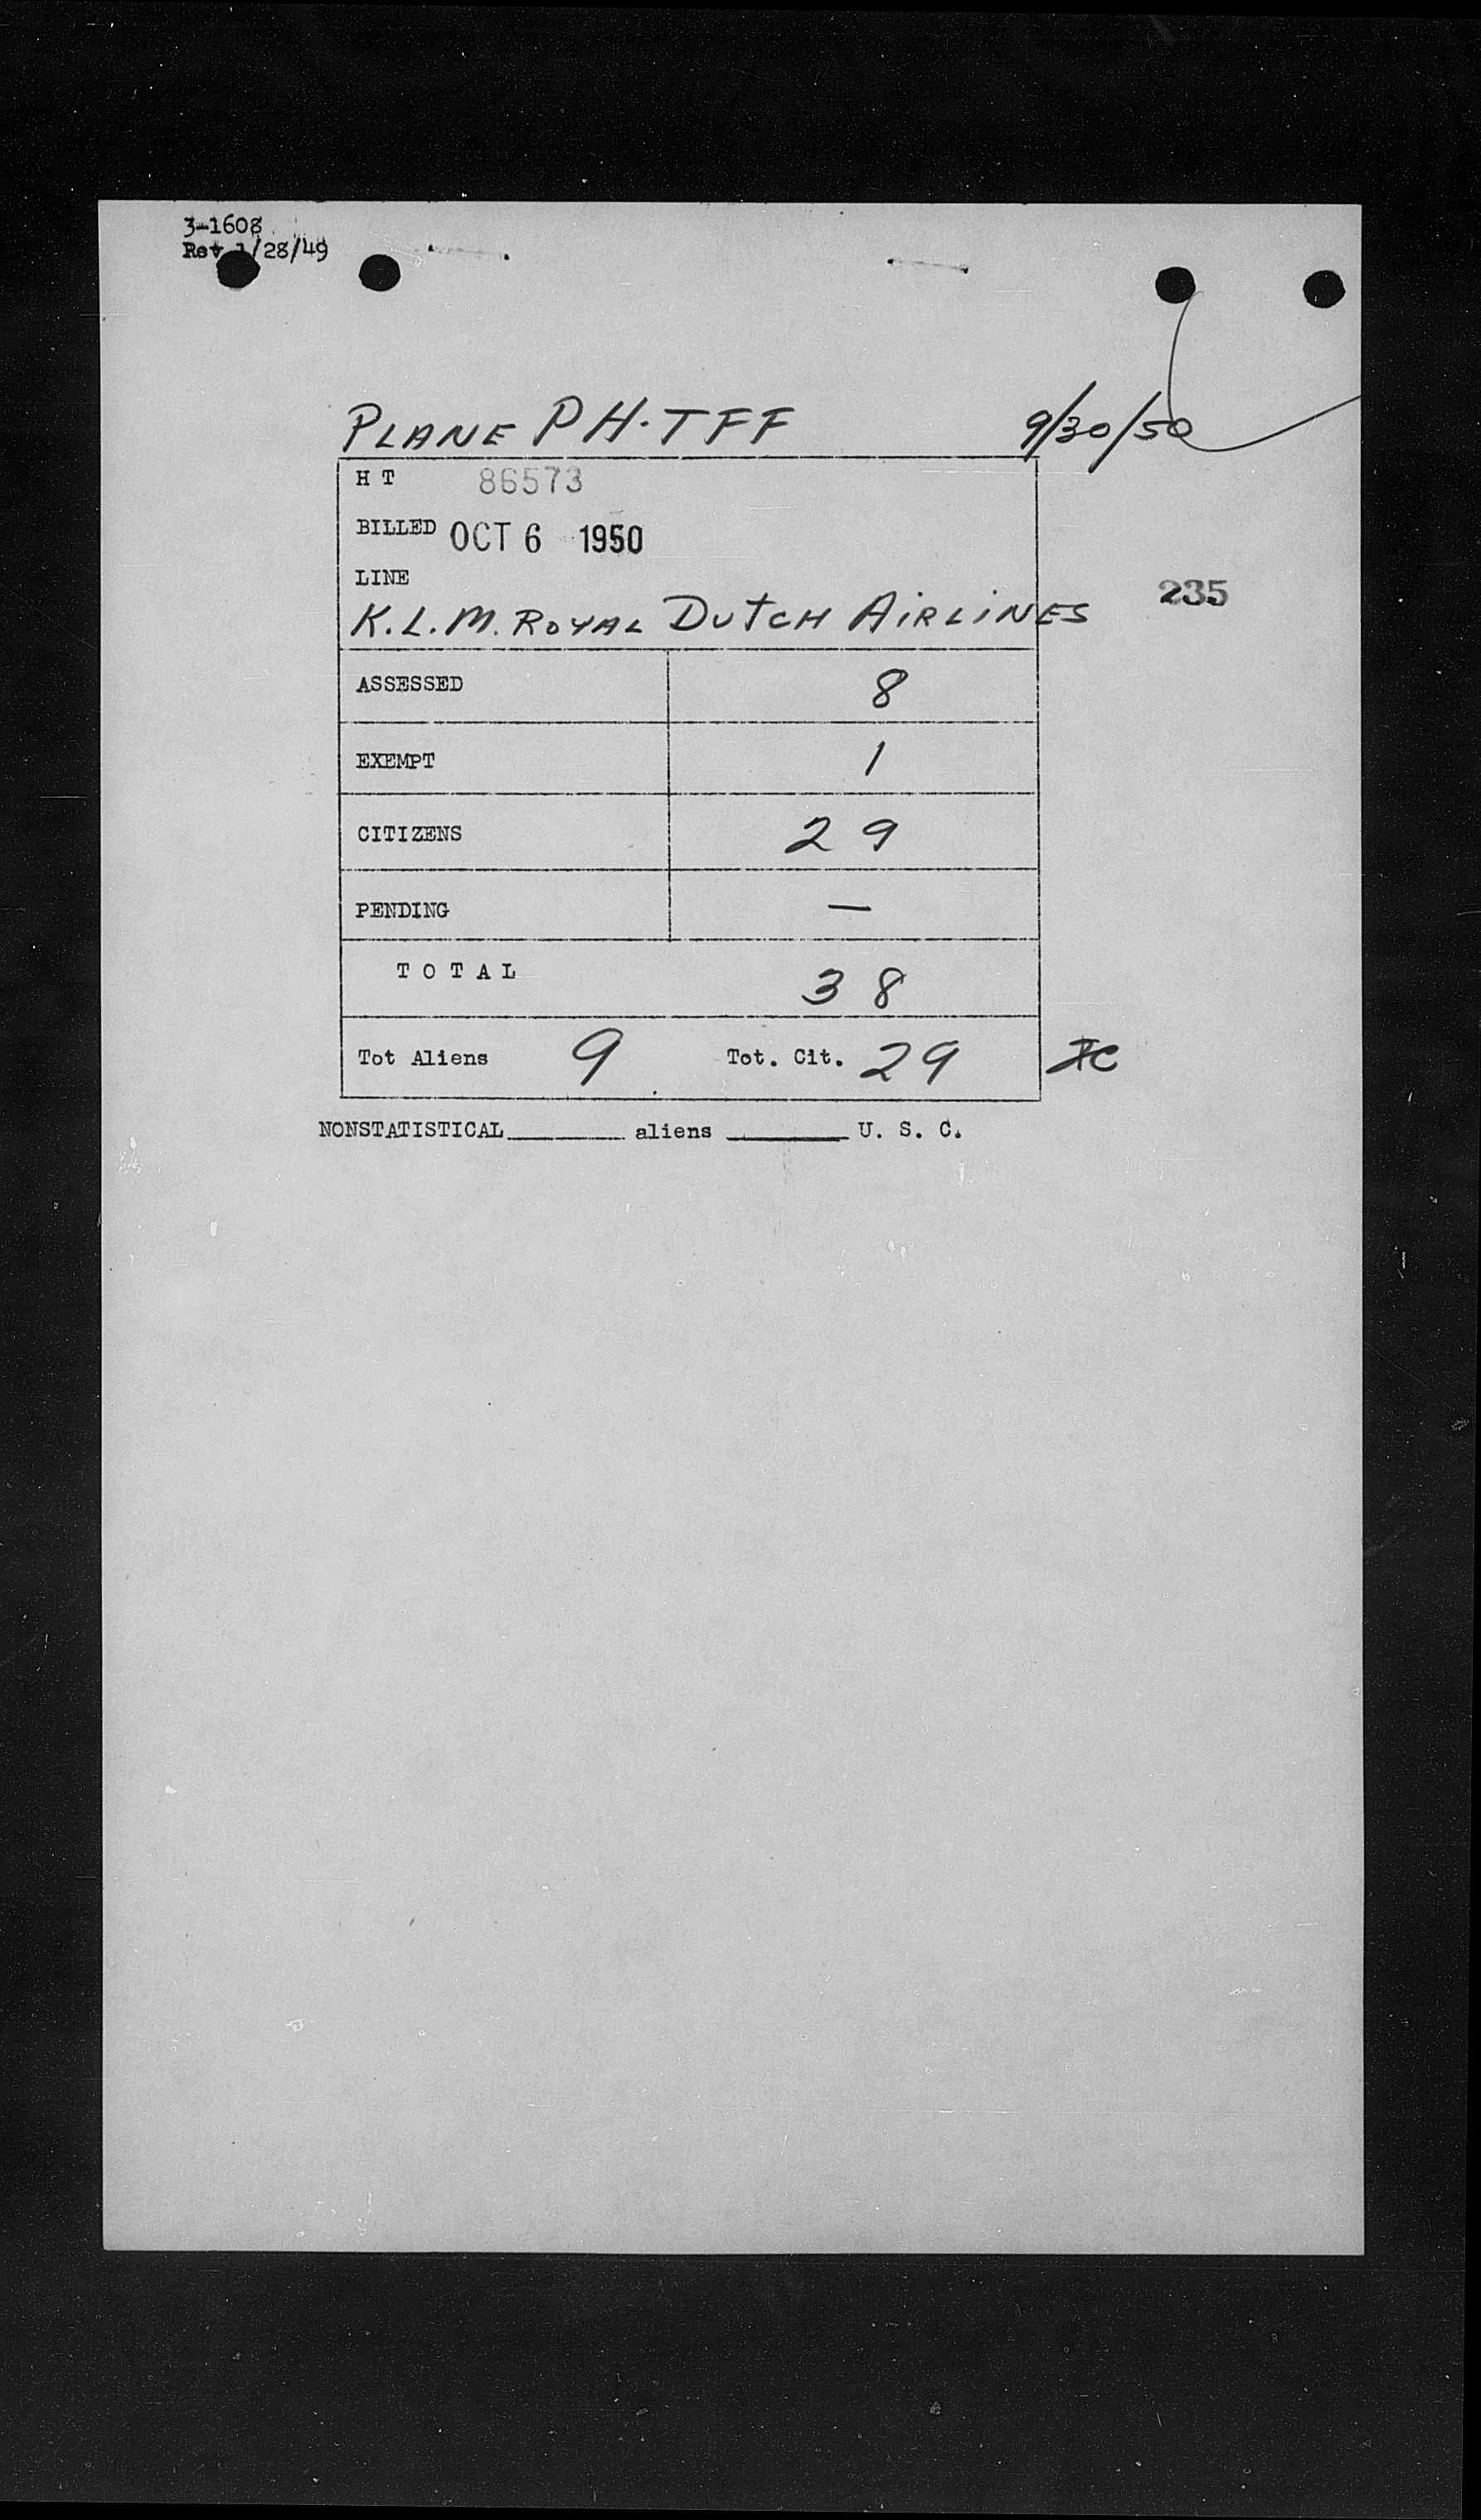 3-1608
Rev 1/28/49
PLANE PH-TFF 9/30/50
H T 86573
BILLED OCT 6 1950
LINE
K.L.M. ROYAL DUTCH AIRLINES 235
ASSESSED 8
EXEMPT 1
CITIZENS 29
PENDING —
TOTAL 38
Tot Aliens 9 Tot. Cit. 29
NONSTATISTICAL________ aliens ________ U. S. C.